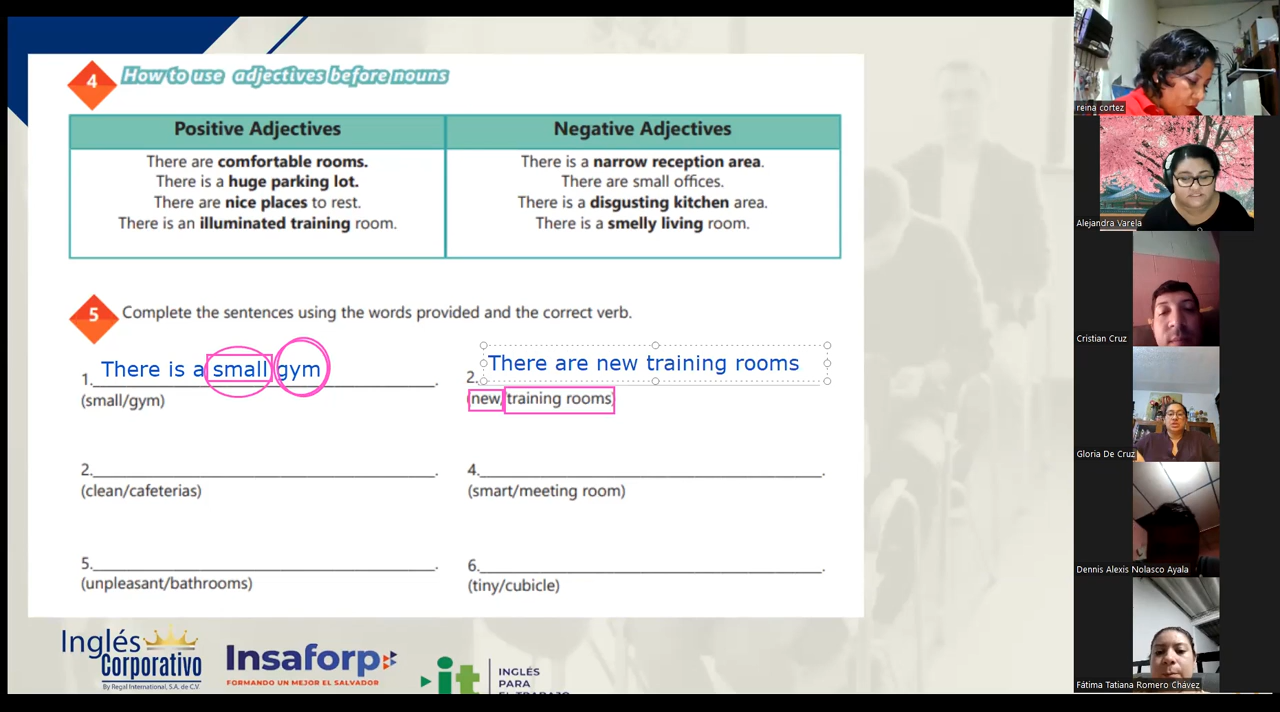 4 How to use adjectives before nouns
Positive Adjectives
There are comfortable rooms.
There is a huge parking lot.
There are nice places to rest.
There is an illuminated training room.
Negative Adjectives
There is a narrow reception area.
There are small offices.
There is a disgusting kitchen area.
There is a smelly living room.
5 Complete the sentences using the words provided and the correct verb.
1. There is a small gym.
(small/gym)
2. There are new training rooms
(new/training rooms)
2. .
(clean/cafeterias)
4. .
(smart/meeting room)
5. .
(unpleasant/bathrooms)
6. .
(tiny/cubicle)
Inglés
Corporativo
By Regal International, S.A. de C.V.
Insaforp
FORMANDO UN MEJOR EL SALVADOR
it
INGLÉS
PARA
EL TRABAJO
reina cortez
Alejandra Varela
Cristian Cruz
Gloria De Cruz
Dennis Alexis Nolasco Ayala
Fátima Tatiana Romero Chávez